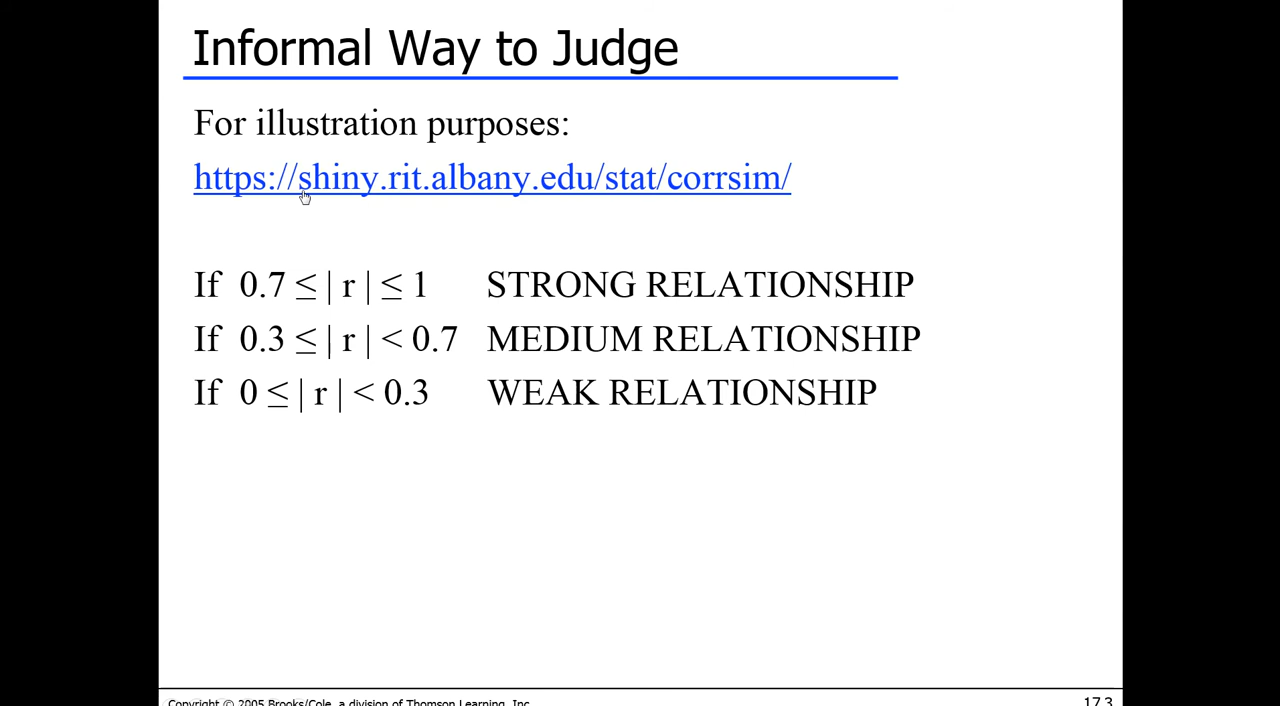 Informal Way to Judge
For illustration purposes:
https://shiny.rit.albany.edu/stat/corrsim/
If 0.7 ≤ | r | ≤ 1 STRONG RELATIONSHIP
If 0.3 ≤ | r | < 0.7 MEDIUM RELATIONSHIP
If 0 ≤ | r | < 0.3 WEAK RELATIONSHIP
Copyright © 2005 Brooks/Cole, a division of Thomson Learning, Inc. 17.3